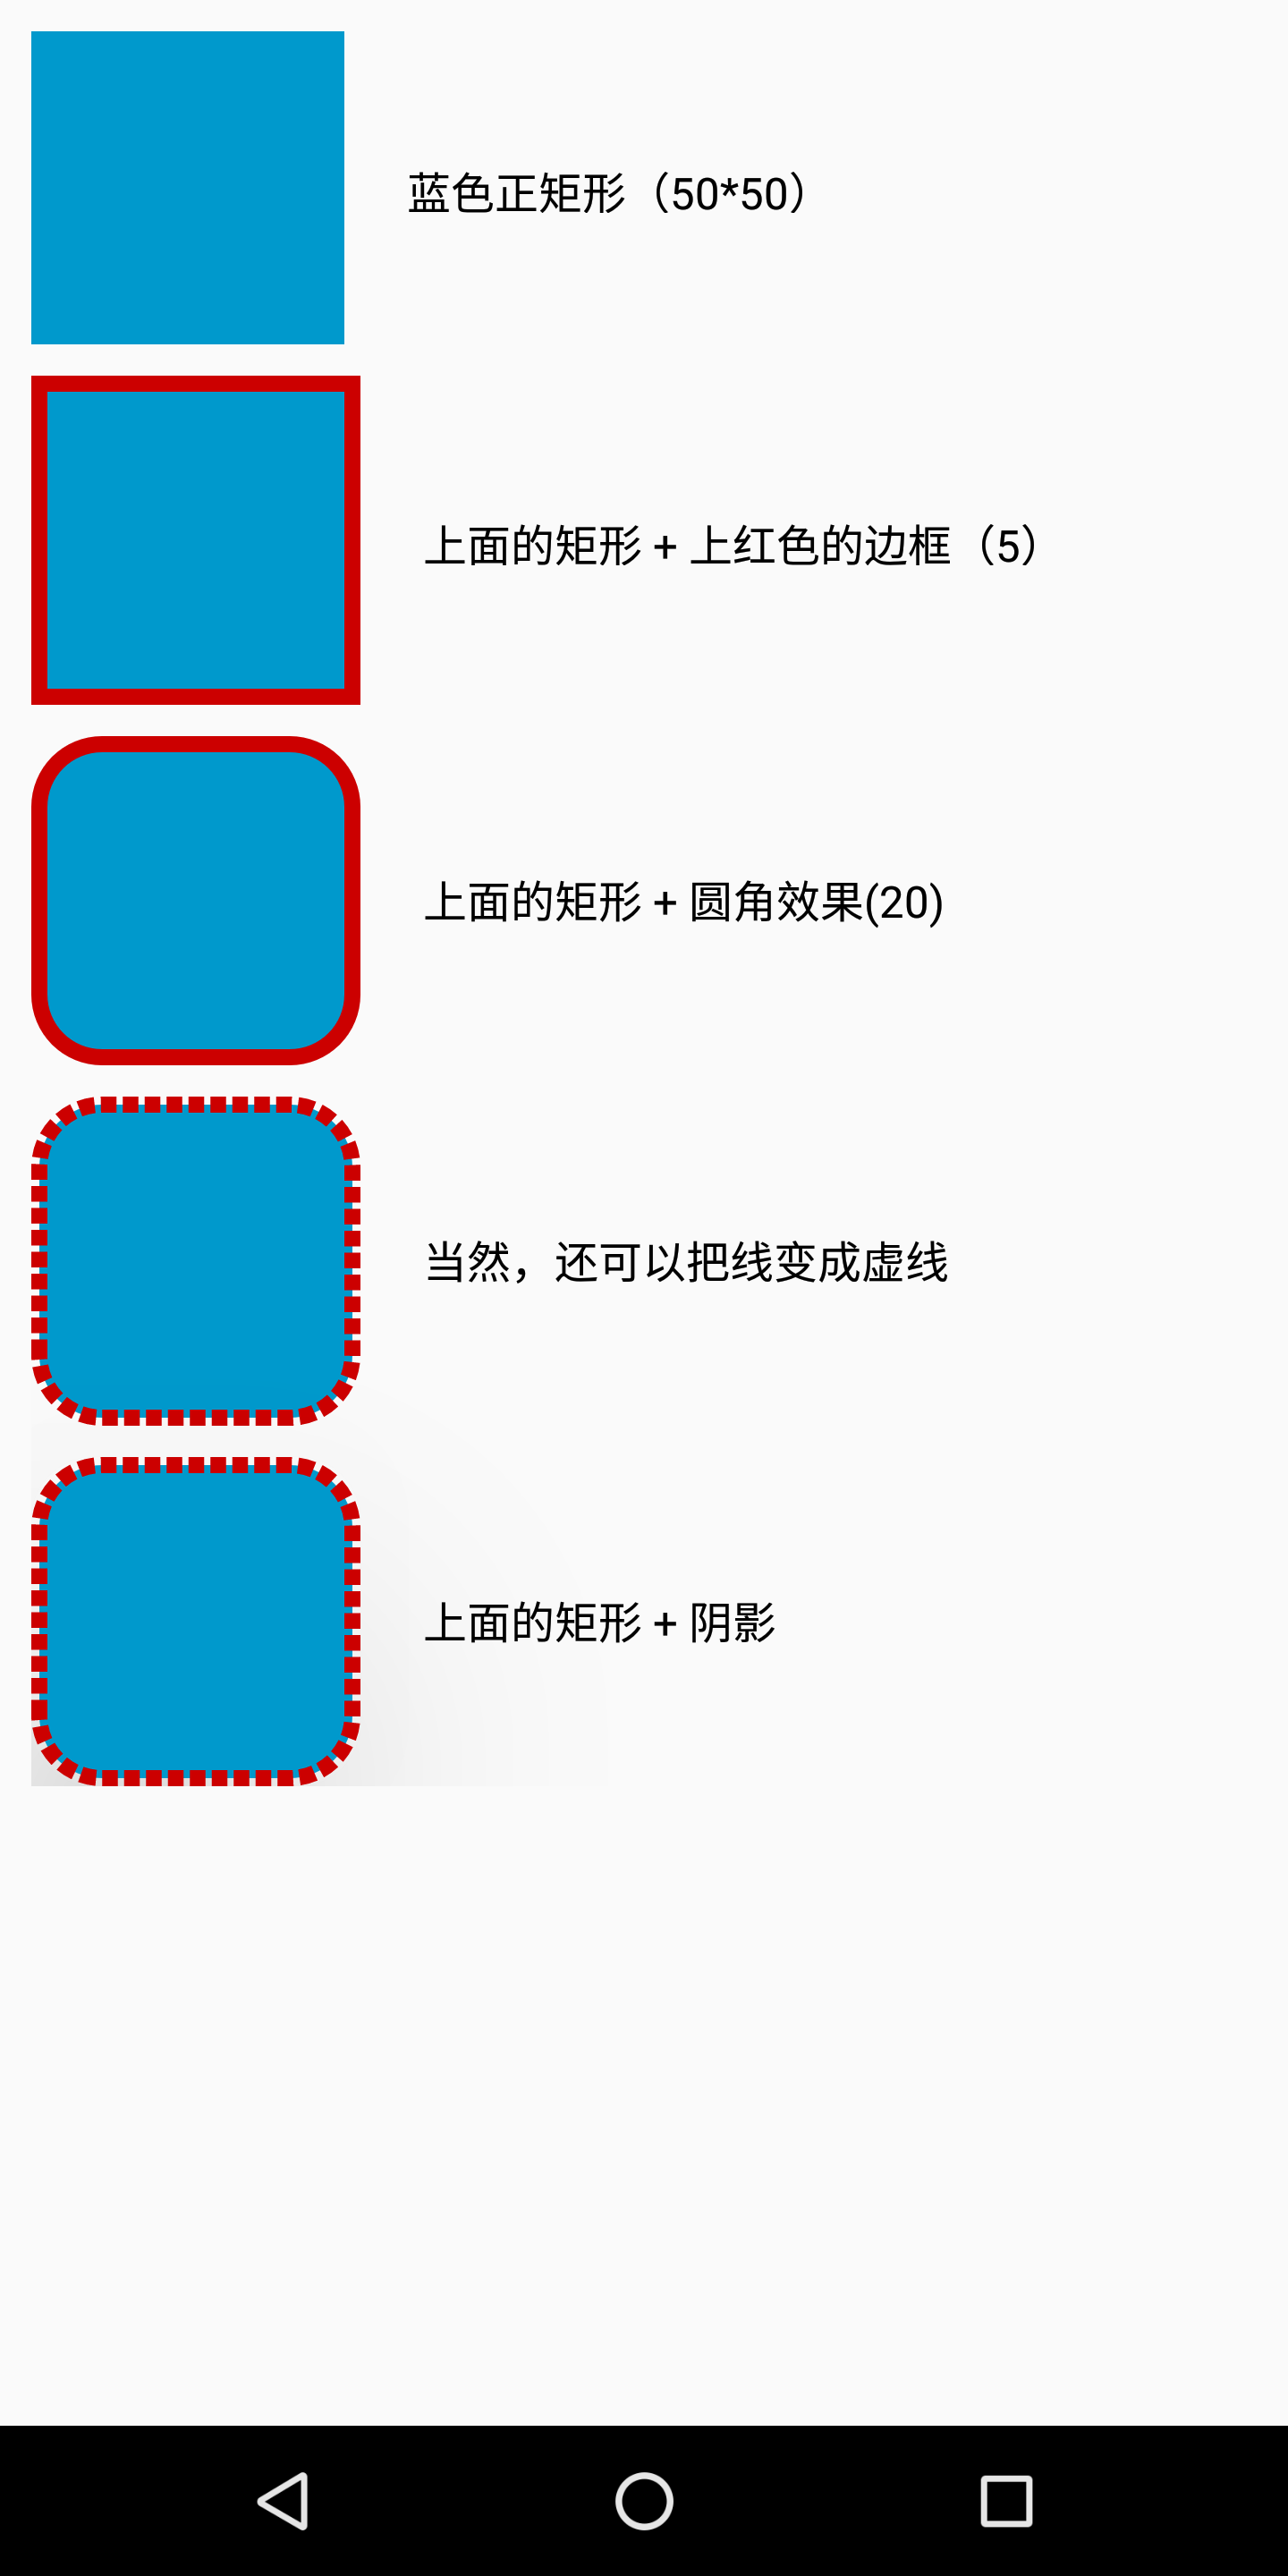 蓝色正矩形（50*50）
上面的矩形 + 上红色的边框（5）
上面的矩形 + 圆角效果(20)
当然，还可以把线变成虚线
上面的矩形 + 阴影